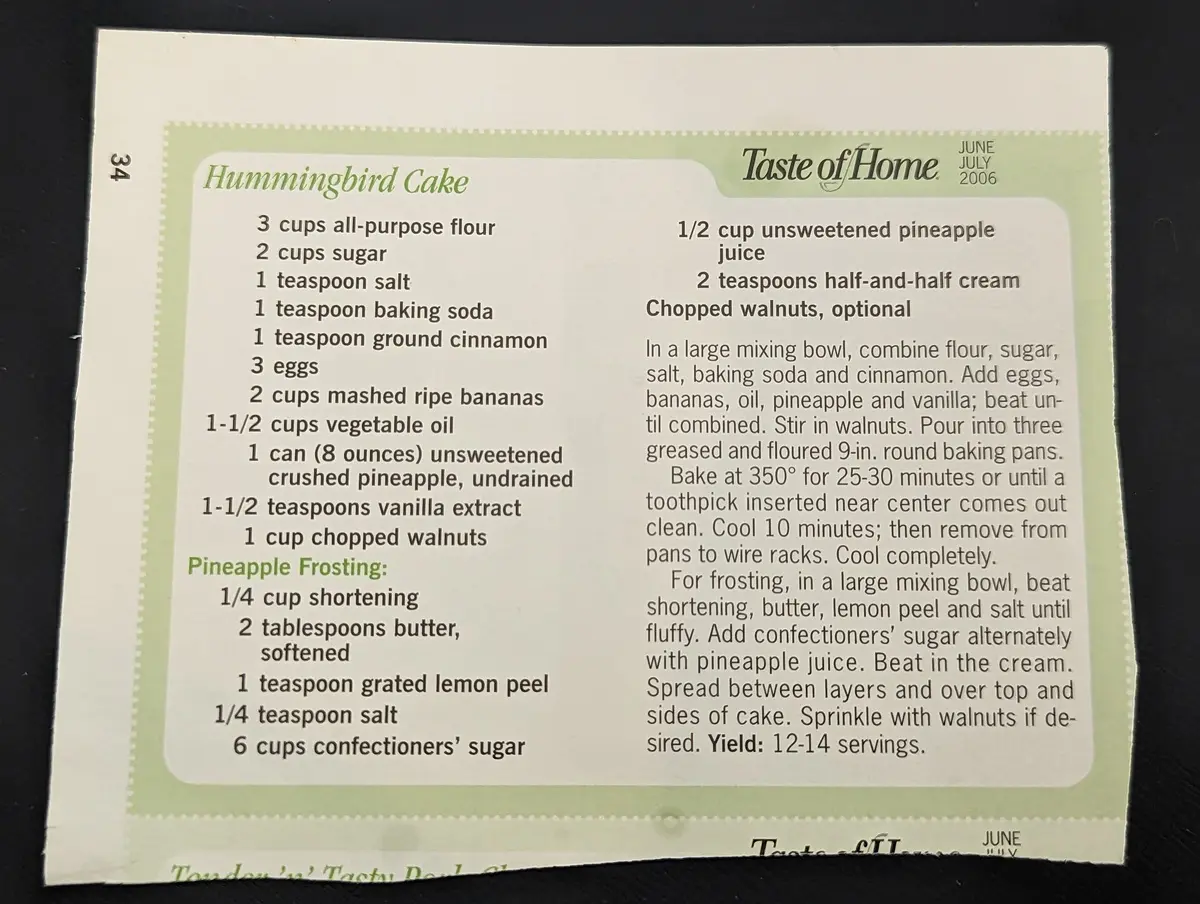 34
Hummingbird Cake
3 cups all-purpose flour
2 cups sugar
1 teaspoon salt
1 teaspoon baking soda
1 teaspoon ground cinnamon
3 eggs
2 cups mashed ripe bananas
1-1/2 cups vegetable oil
1 can (8 ounces) unsweetened
crushed pineapple, undrained
1-1/2 teaspoons vanilla extract
1 cup chopped walnuts
Pineapple Frosting:
1/4 cup shortening
2 tablespoons butter,
softened
1 teaspoon grated lemon peel
1/4 teaspoon salt
6 cups confectioners' sugar
Taste of Home
JUNE
JULY
2006
1/2 cup unsweetened pineapple
juice
2 teaspoons half-and-half cream
Chopped walnuts, optional
In a large mixing bowl, combine flour, sugar,
salt, baking soda and cinnamon. Add eggs,
bananas, oil, pineapple and vanilla; beat un-
til combined. Stir in walnuts. Pour into three
greased and floured 9-in. round baking pans.
Bake at 350° for 25-30 minutes or until a
toothpick inserted near center comes out
clean. Cool 10 minutes; then remove from
pans to wire racks. Cool completely.
For frosting, in a large mixing bowl, beat
shortening, butter, lemon peel and salt until
fluffy. Add confectioners' sugar alternately
with pineapple juice. Beat in the cream.
Spread between layers and over top and
sides of cake. Sprinkle with walnuts if de-
sired. Yield: 12-14 servings.
Taste of Home
JUNE
JULY
Tender 'n' Tasty